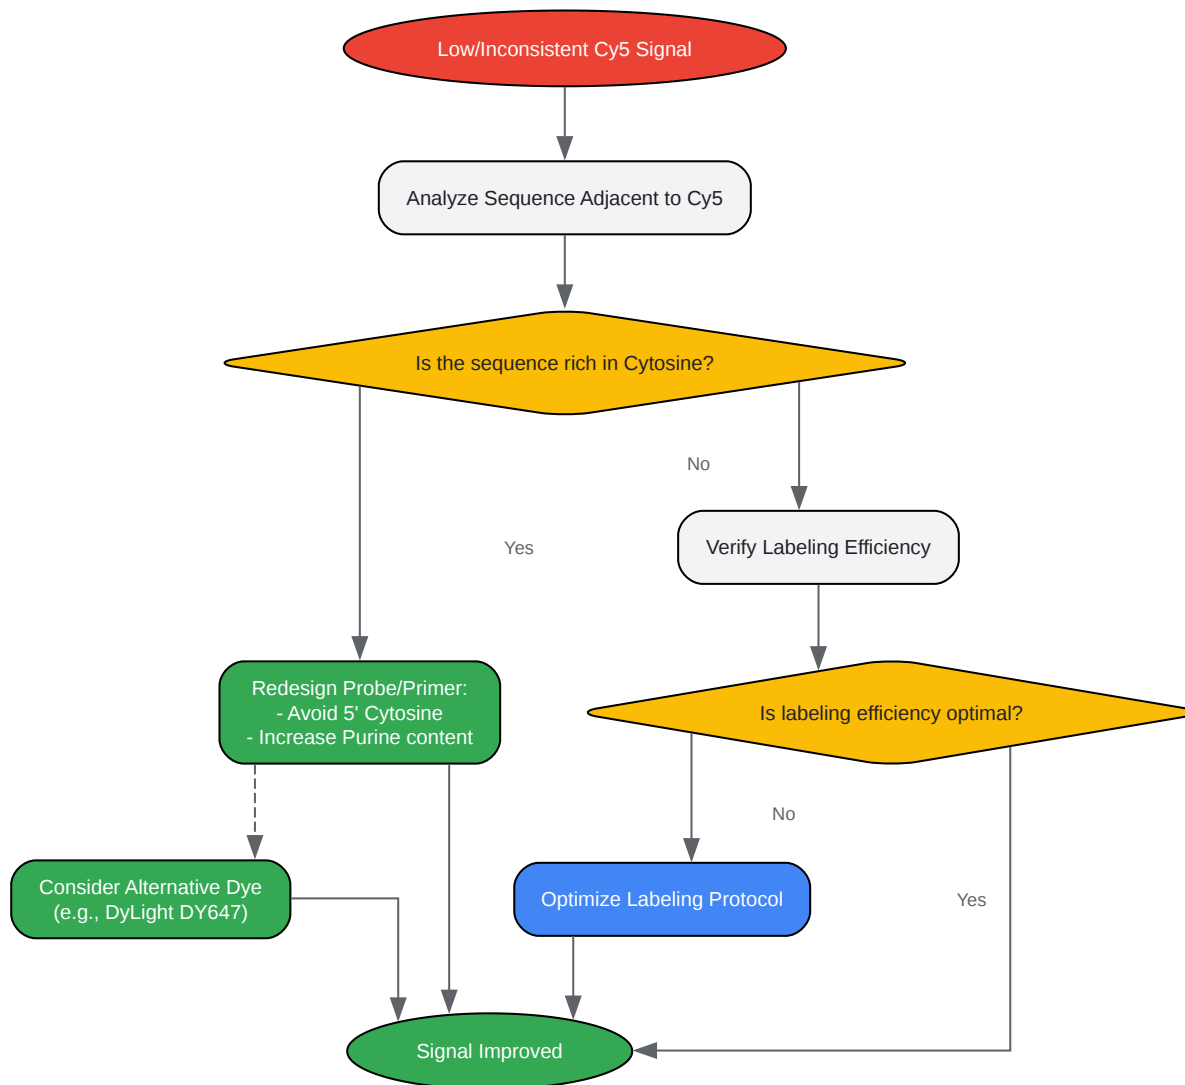 Low/Inconsistent Cy5 Signal
Analyze Sequence Adjacent to Cy5
Is the sequence rich in Cytosine?
No
Yes
Verify Labeling Efficiency
Redesign Probe/Primer:
- Avoid 5' Cytosine
- Increase Purine content
Is labeling efficiency optimal?
No
Consider Alternative Dye
(e.g., DyLight DY647)
Optimize Labeling Protocol
Yes
Signal Improved